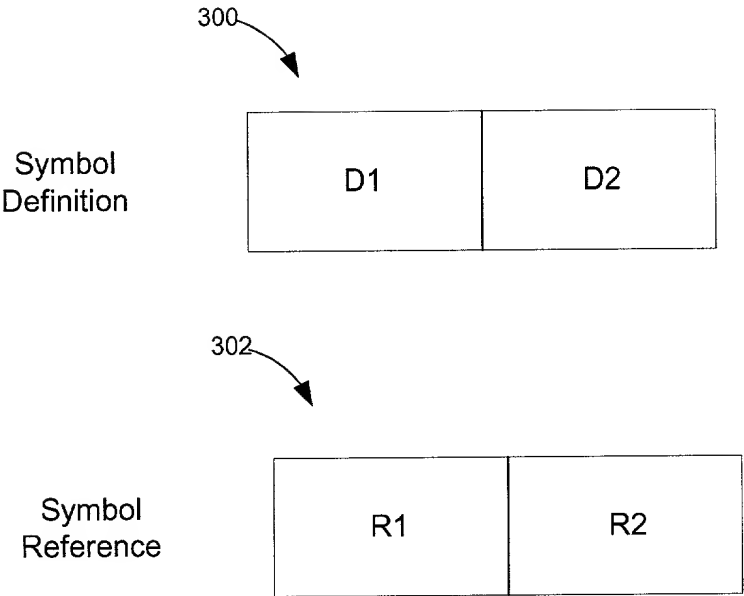 300
Symbol
Definition
D1
D2
302
Symbol
Reference
R1
R2